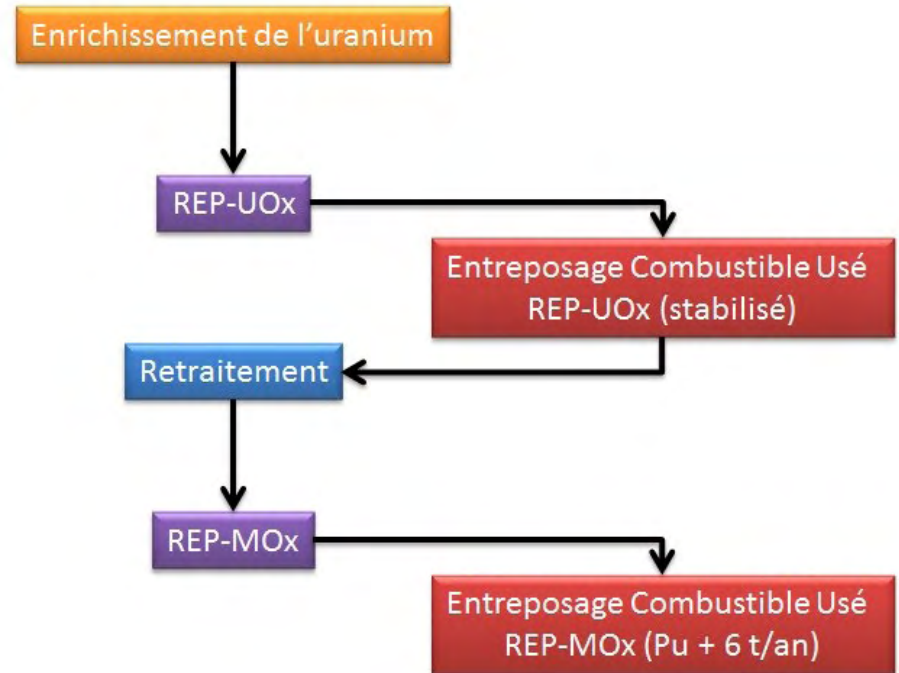 Enrichissement de l'uranium
REP-UOx
Entreposage Combustible Usé
REP-UOx (stabilisé)
Retraitement
REP-MOx
Entreposage Combustible Usé
REP-MOx (Pu + 6 t/an)